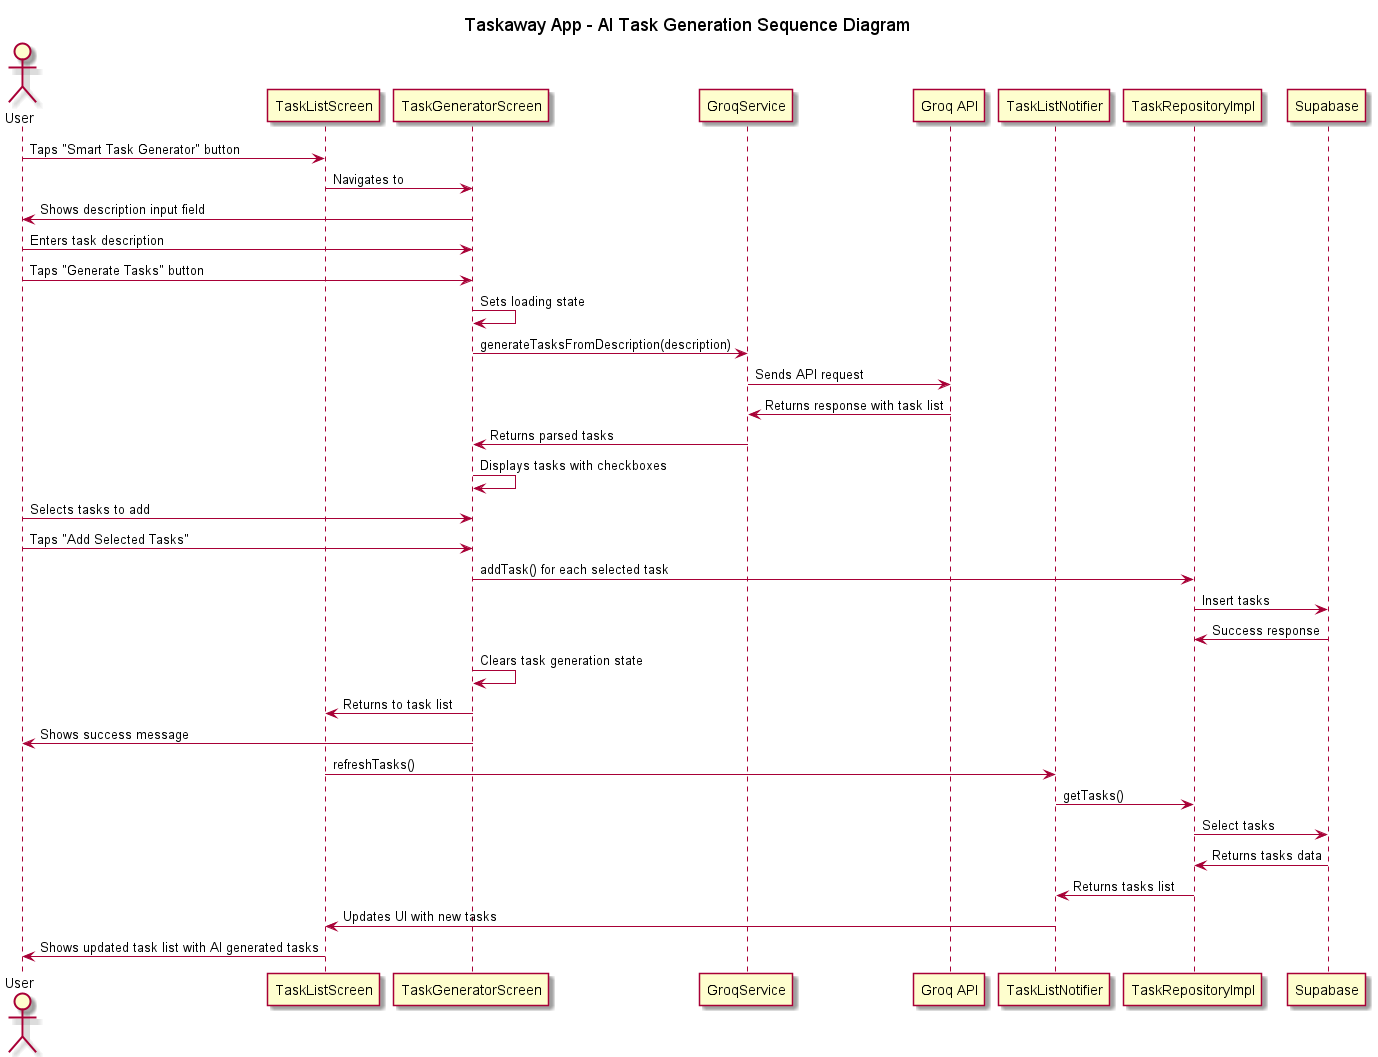 Taskaway App - AI Task Generation Sequence Diagram
User
TaskListScreen
TaskGeneratorScreen
GroqService
Groq API
TaskListNotifier
TaskRepositoryImpl
Supabase
Taps "Smart Task Generator" button
Navigates to
Shows description input field
Enters task description
Taps "Generate Tasks" button
Sets loading state
generateTasksFromDescription(description)
Sends API request
Returns response with task list
Returns parsed tasks
Displays tasks with checkboxes
Selects tasks to add
Taps "Add Selected Tasks"
addTask() for each selected task
Insert tasks
Success response
Clears task generation state
Returns to task list
Shows success message
refreshTasks()
getTasks()
Select tasks
Returns tasks data
Returns tasks list
Updates UI with new tasks
Shows updated task list with AI generated tasks
User
TaskListScreen
TaskGeneratorScreen
GroqService
Groq API
TaskListNotifier
TaskRepositoryImpl
Supabase